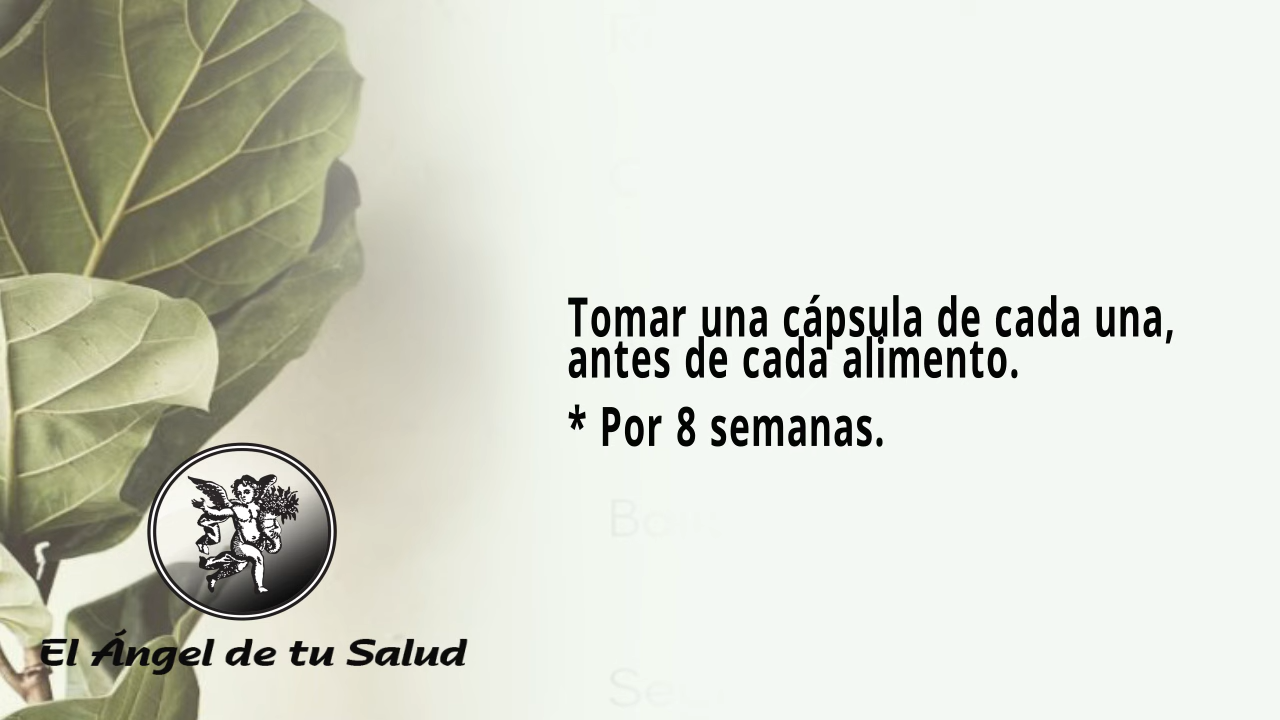 Tomar una cápsula de cada una,
antes de cada alimento.
* Por 8 semanas.
El Ángel de tu Salud